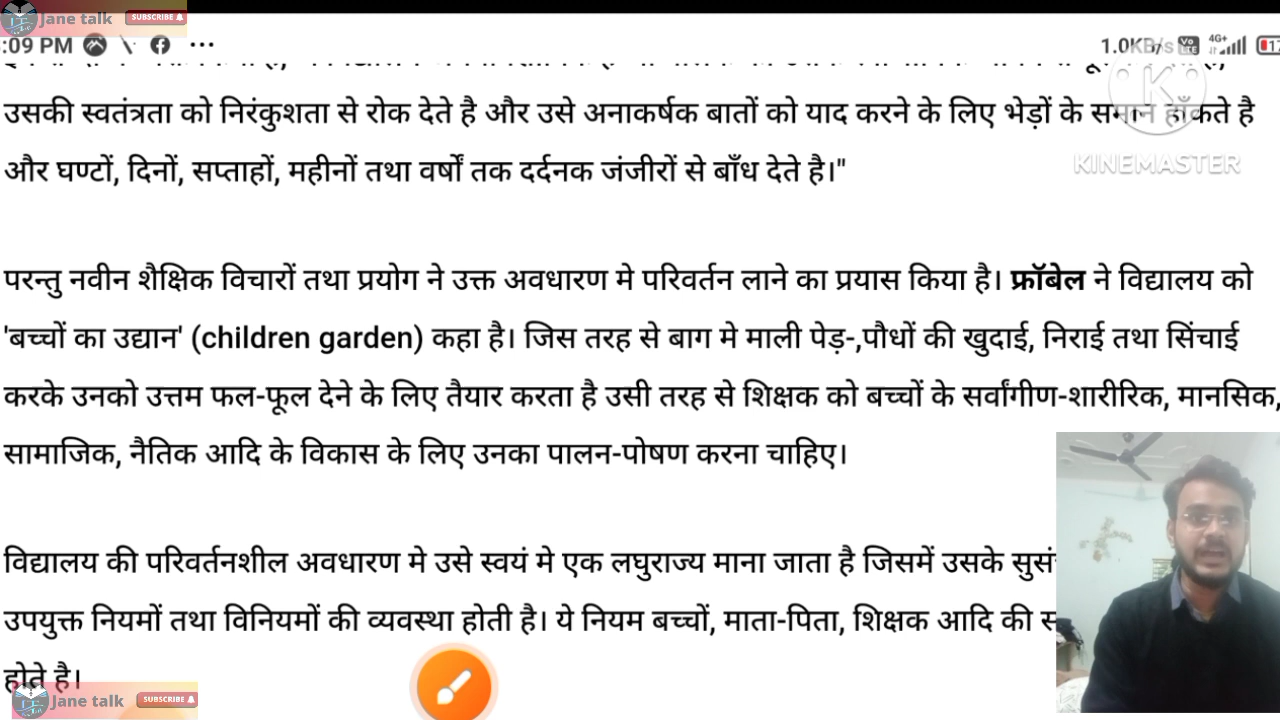 Jane talk SUBSCRIBE
:09 PM ... 1.0KB/s Vo LTE 4G+ 17
उसकी स्वतंत्रता को निरंकुशता से रोक देते है और उसे अनाकर्षक बातों को याद करने के लिए भेड़ों के समान हाँकते है
और घण्टों, दिनों, सप्ताहों, महीनों तथा वर्षों तक दर्दनक जंजीरों से बाँध देते है।"
KINEMASTER
परन्तु नवीन शैक्षिक विचारों तथा प्रयोग ने उक्त अवधारण मे परिवर्तन लाने का प्रयास किया है। फ्रॉबेल ने विद्यालय को
'बच्चों का उद्यान' (children garden) कहा है। जिस तरह से बाग मे माली पेड़-,पौधों की खुदाई, निराई तथा सिंचाई
करके उनको उत्तम फल-फूल देने के लिए तैयार करता है उसी तरह से शिक्षक को बच्चों के सर्वांगीण-शारीरिक, मानसिक,
सामाजिक, नैतिक आदि के विकास के लिए उनका पालन-पोषण करना चाहिए।
विद्यालय की परिवर्तनशील अवधारण मे उसे स्वयं मे एक लघुराज्य माना जाता है जिसमें उसके
उपयुक्त नियमों तथा विनियमों की व्यवस्था होती है। ये नियम बच्चों, माता-पिता, शिक्षक आदि की
होते है।
Jane talk SUBSCRIBE